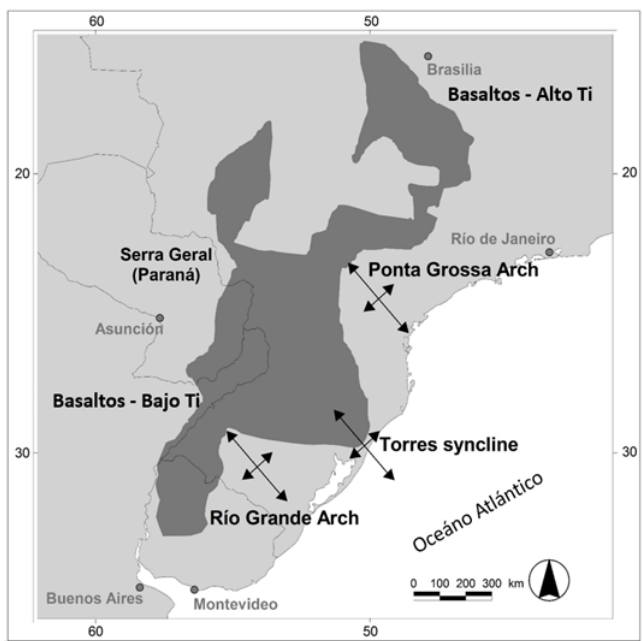 60
50
Brasilia
Basaltos - Alto Ti
20
20
Río de Janeiro
Serra Geral
(Paraná)
Ponta Grossa Arch
Asunción
Basaltos - Bajo Ti
Torres syncline
30
30
Río Grande Arch
Oceáno Atlántico
0 100 200 300 km
Buenos Aires
Montevideo
60
50